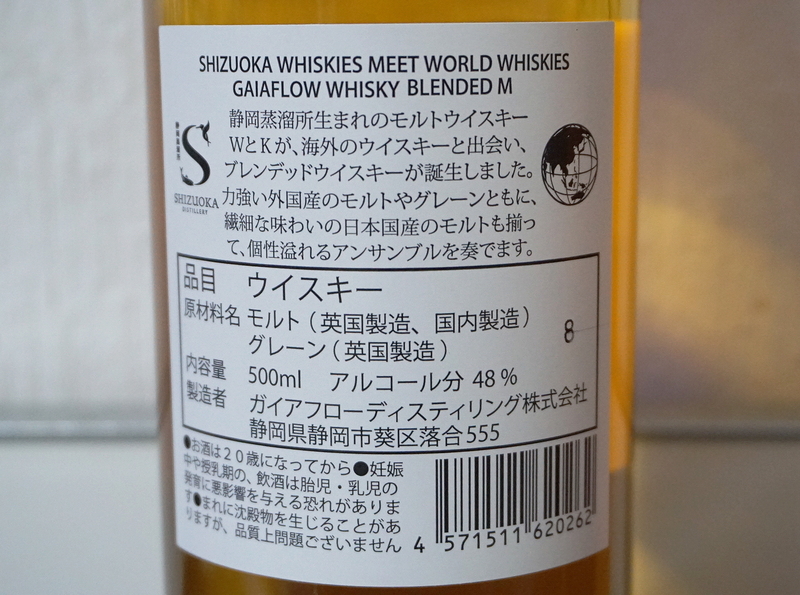 SHIZUOKA WHISKIES MEET WORLD WHISKIES
GAIAFLOW WHISKY BLENDED M
静岡蒸溜所生まれのモルトウイスキー
WとKが、海外のウイスキーと出会い、
ブレンデッドウイスキーが誕生しました。
力強い外国産のモルトやグレーンともに、
繊細な味わいの日本国産のモルトも揃っ
て、個性溢れるアンサンブルを奏でます。
静岡蒸溜所
S
SHIZUOKA
DISTILLERY
品目 ウイスキー
原材料名 モルト（英国製造、国内製造）
グレーン（英国製造）
8
内容量 500ml アルコール分 48%
製造者 ガイアフローディスティリング株式会社
静岡県静岡市葵区落合555
●お酒は20歳になってから●妊娠
中や授乳期の、飲酒は胎児・乳児の
発育に悪影響を与える恐れがありま
す●まれに沈殿物を生じることがあ
りますが、品質上問題ございません
4 571511 620262